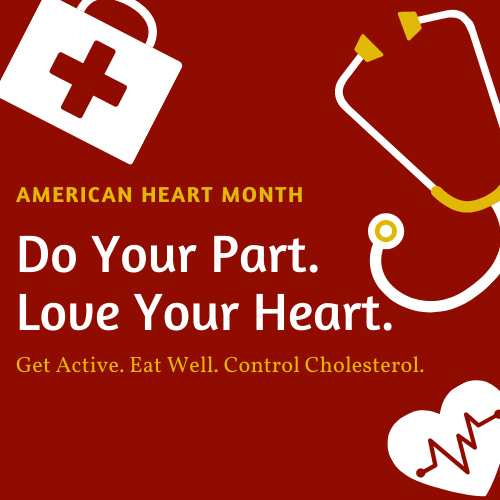 AMERICAN HEART MONTH
Do Your Part.
Love Your Heart.
Get Active. Eat Well. Control Cholesterol.